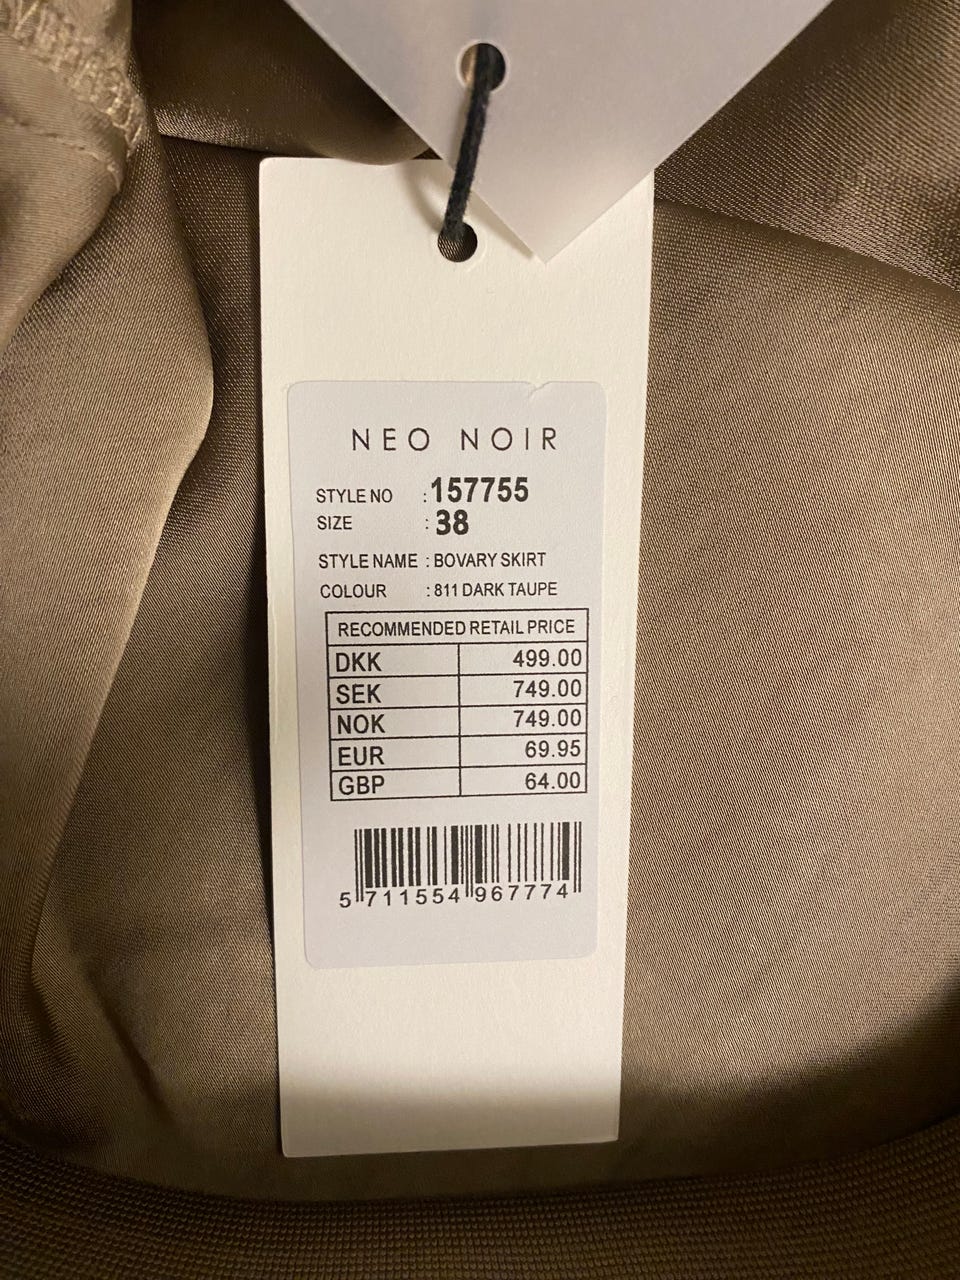 NEO NOIR
STYLE NO : 157755
SIZE : 38
STYLE NAME : BOVARY SKIRT
COLOUR : 811 DARK TAUPE
RECOMMENDED RETAIL PRICE
DKK 499.00
SEK 749.00
NOK 749.00
EUR 69.95
GBP 64.00
5 711554 967774